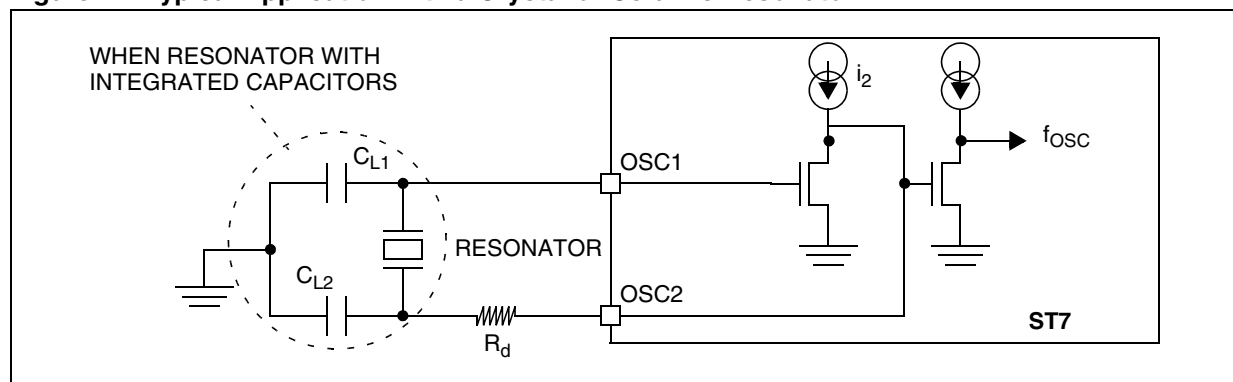 WHEN RESONATOR WITH
INTEGRATED CAPACITORS
i2
fOSC
CL1
OSC1
RESONATOR
CL2
OSC2
Rd
ST7